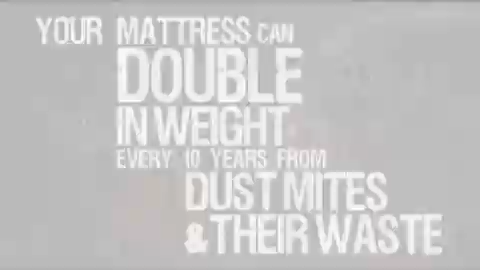 YOUR MATTRESS CAN
DOUBLE
IN WEIGHT
EVERY 10 YEARS FROM
DUST MITES
& THEIR WASTE